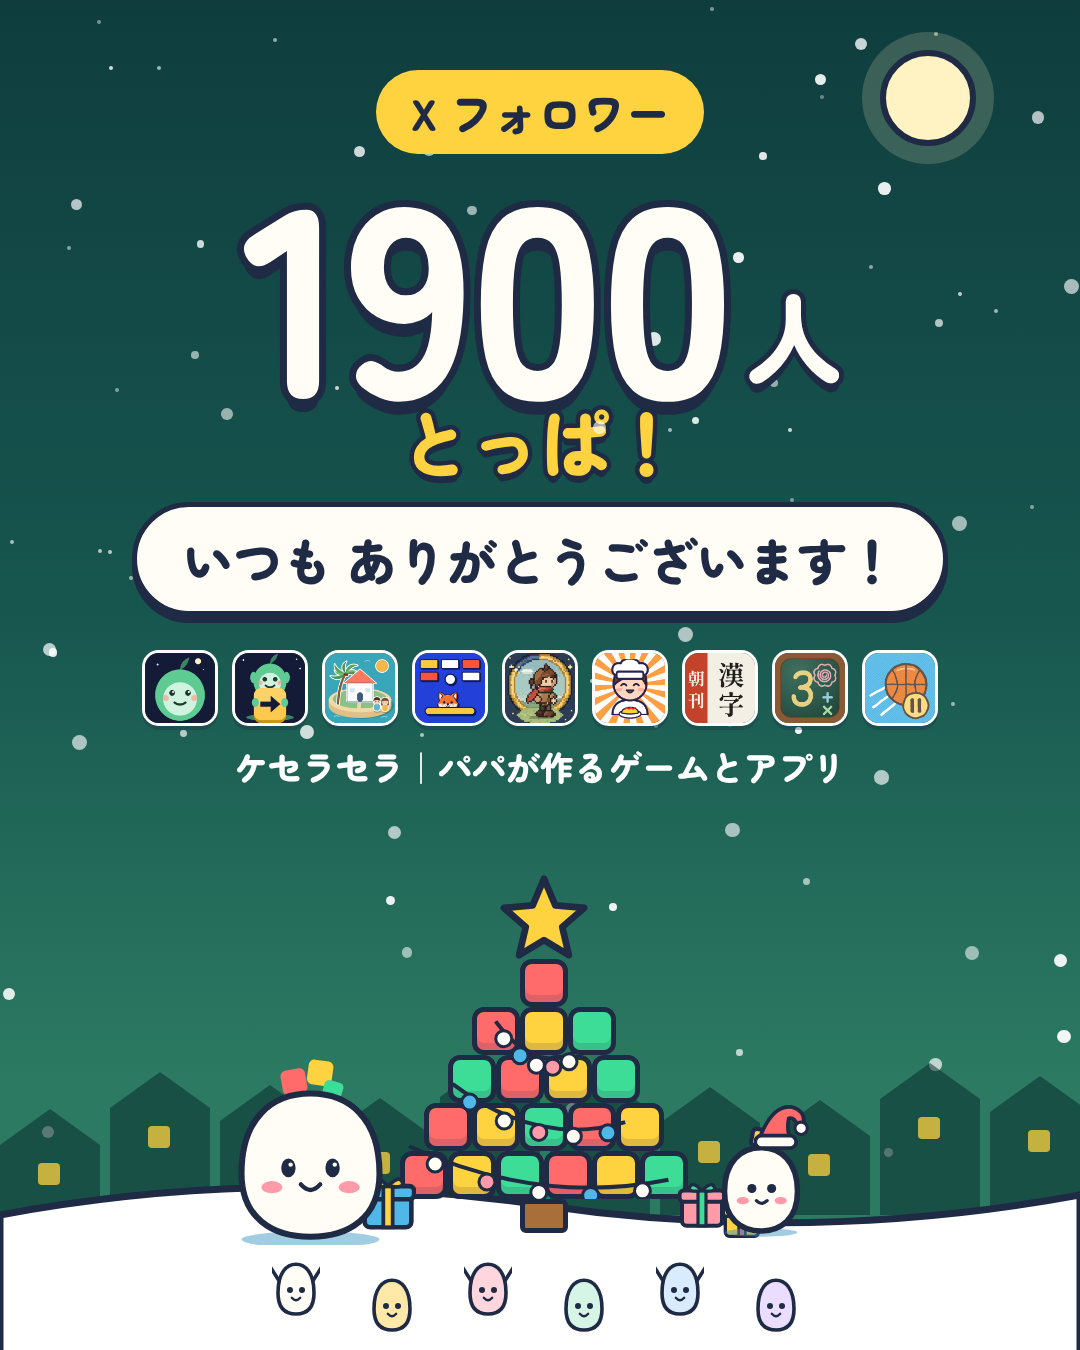 X フォロワー
1900人
とっぱ！
いつも ありがとうございます！
朝刊 漢字
3 + ×
ケセラセラ｜パパが作るゲームとアプリ